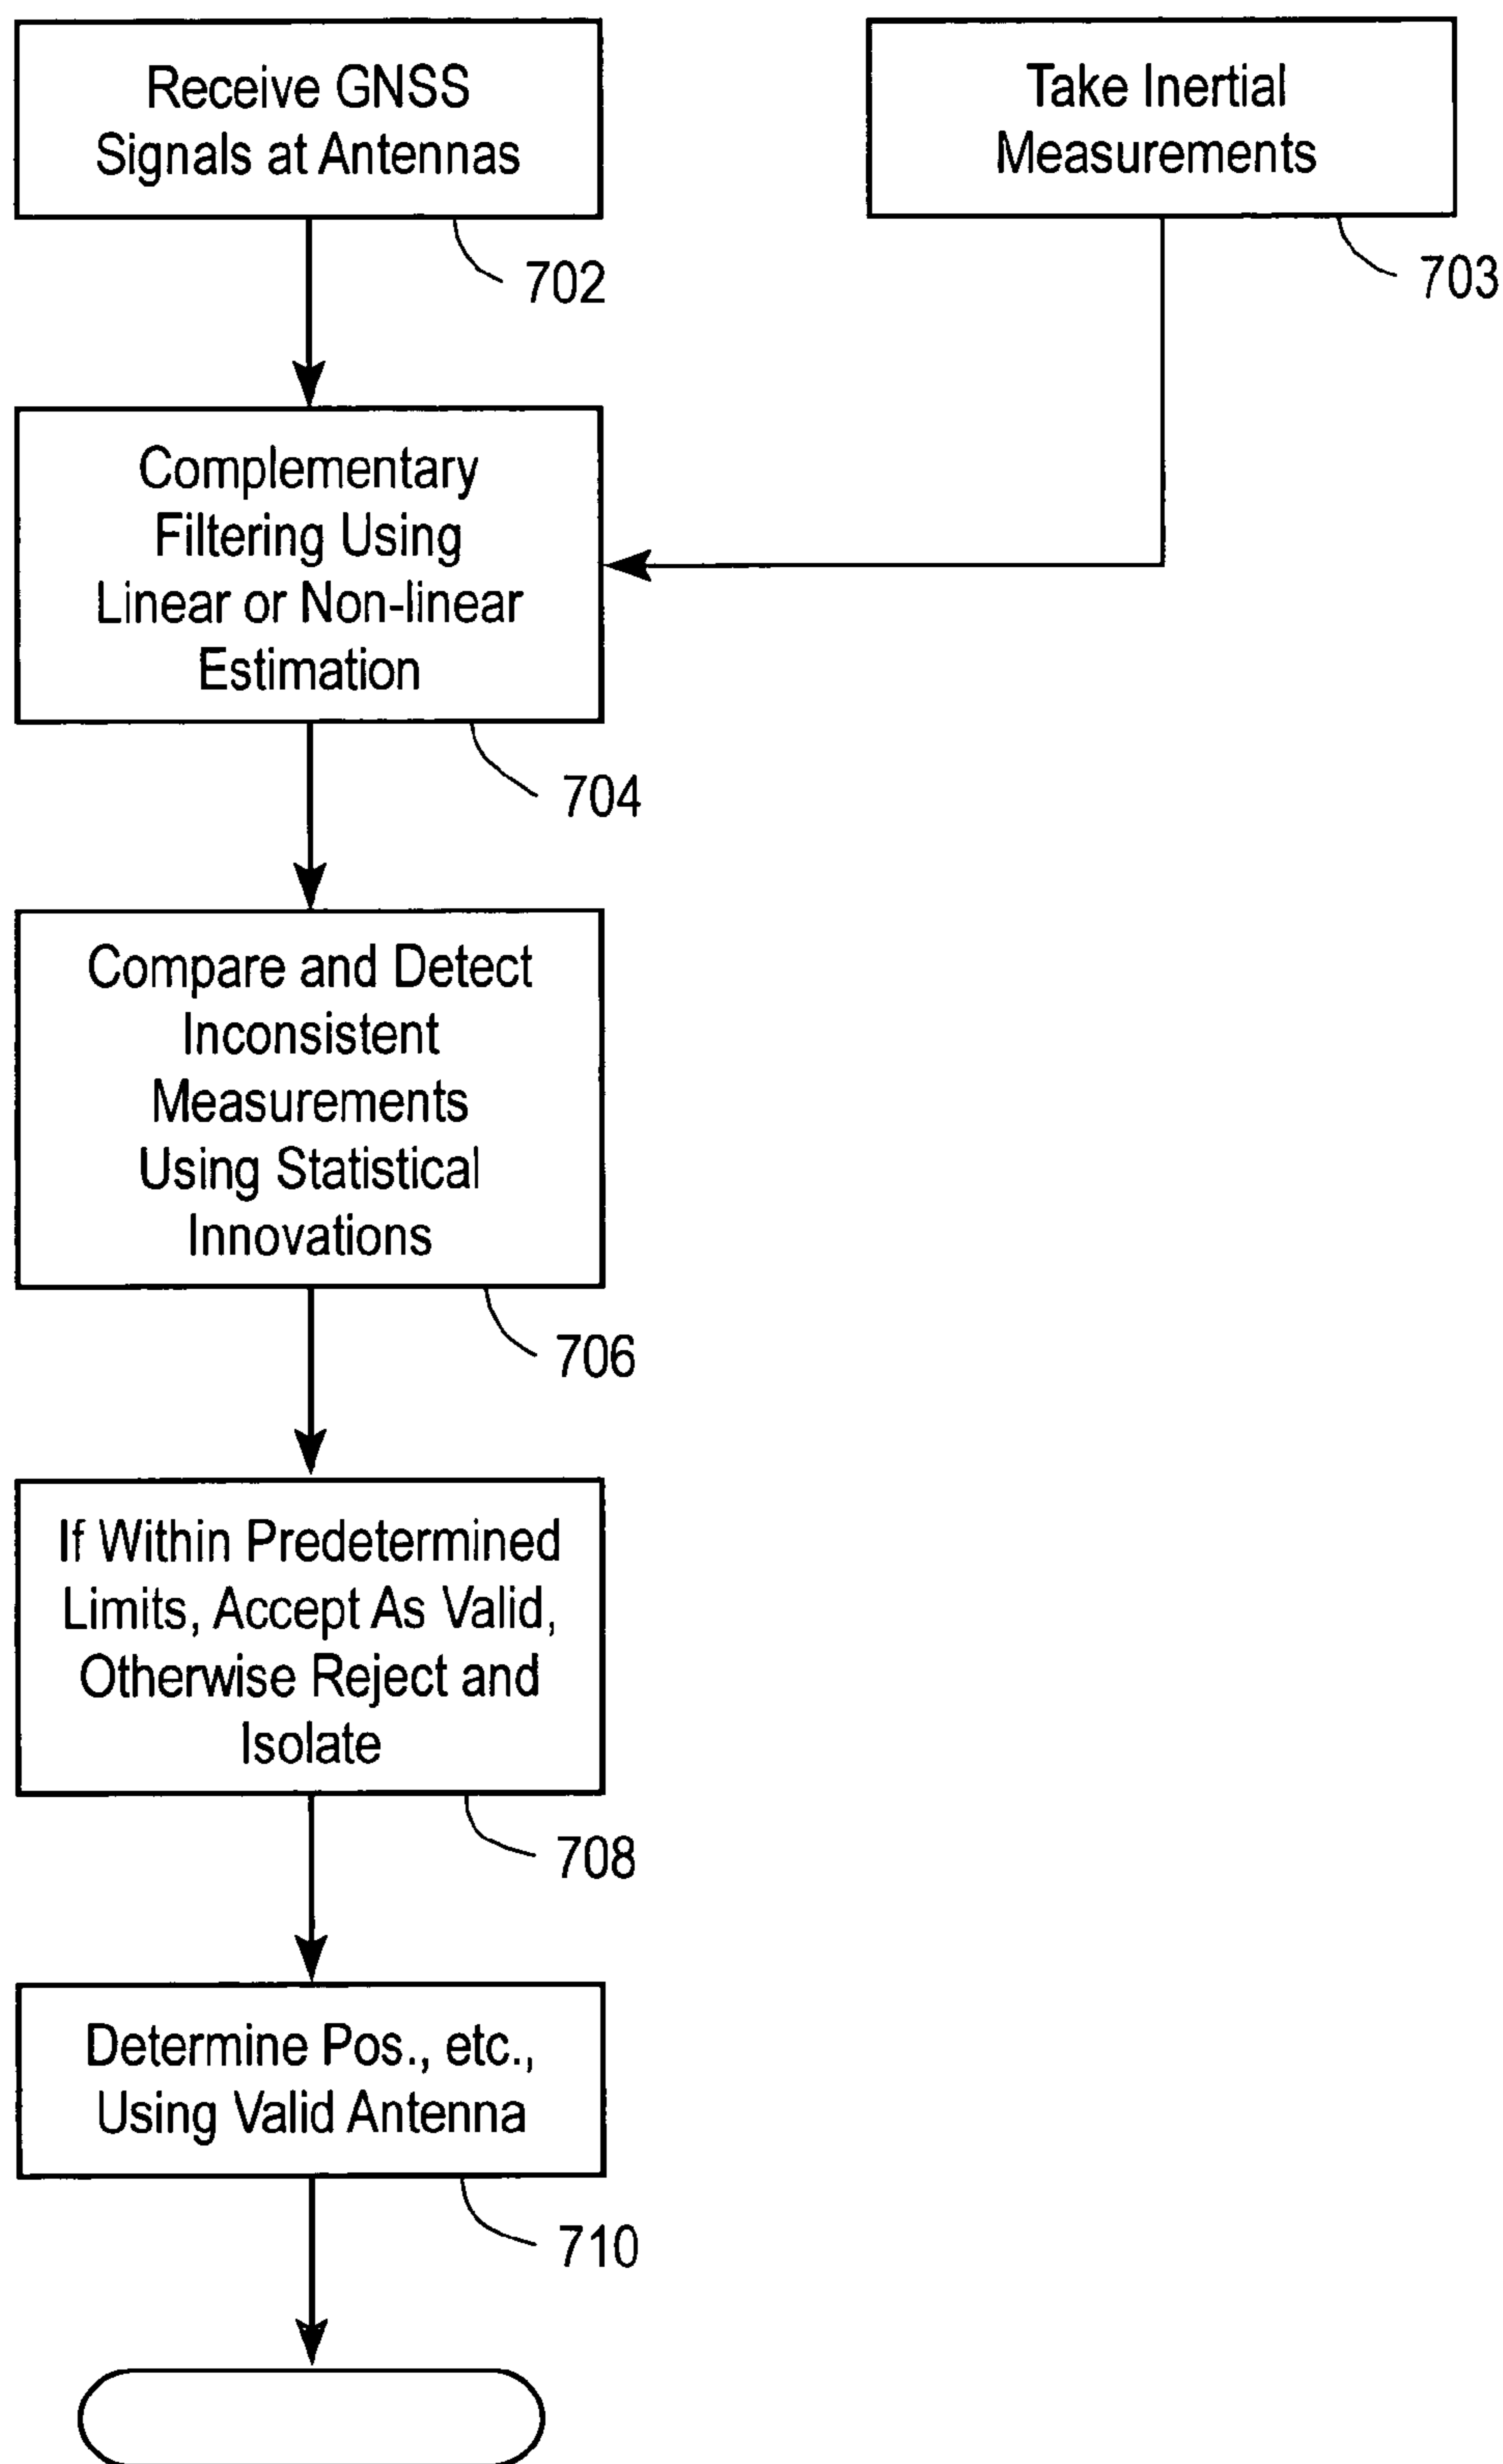 Receive GNSS
Signals at Antennas
702
Take Inertial
Measurements
703
Complementary
Filtering Using
Linear or Non-linear
Estimation
704
Compare and Detect
Inconsistent
Measurements
Using Statistical
Innovations
706
If Within Predetermined
Limits, Accept As Valid,
Otherwise Reject and
Isolate
708
Determine Pos., etc.,
Using Valid Antenna
710